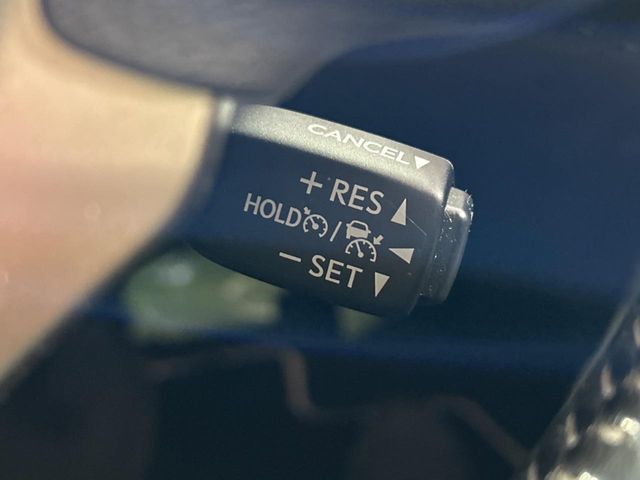 CANCEL▼
+ RES ▲
HOLD / ◀
− SET ▼